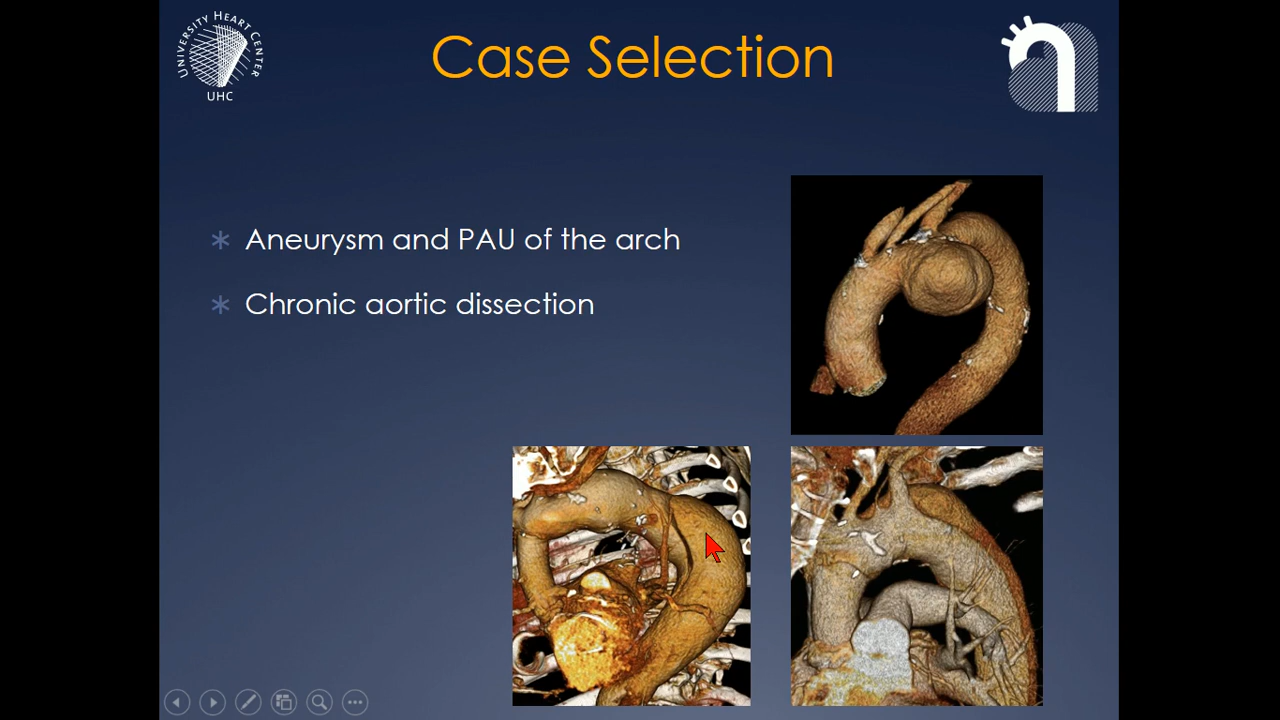 UNIVERSITY HEART CENTER
UHC
Case Selection
Aneurysm and PAU of the arch
Chronic aortic dissection